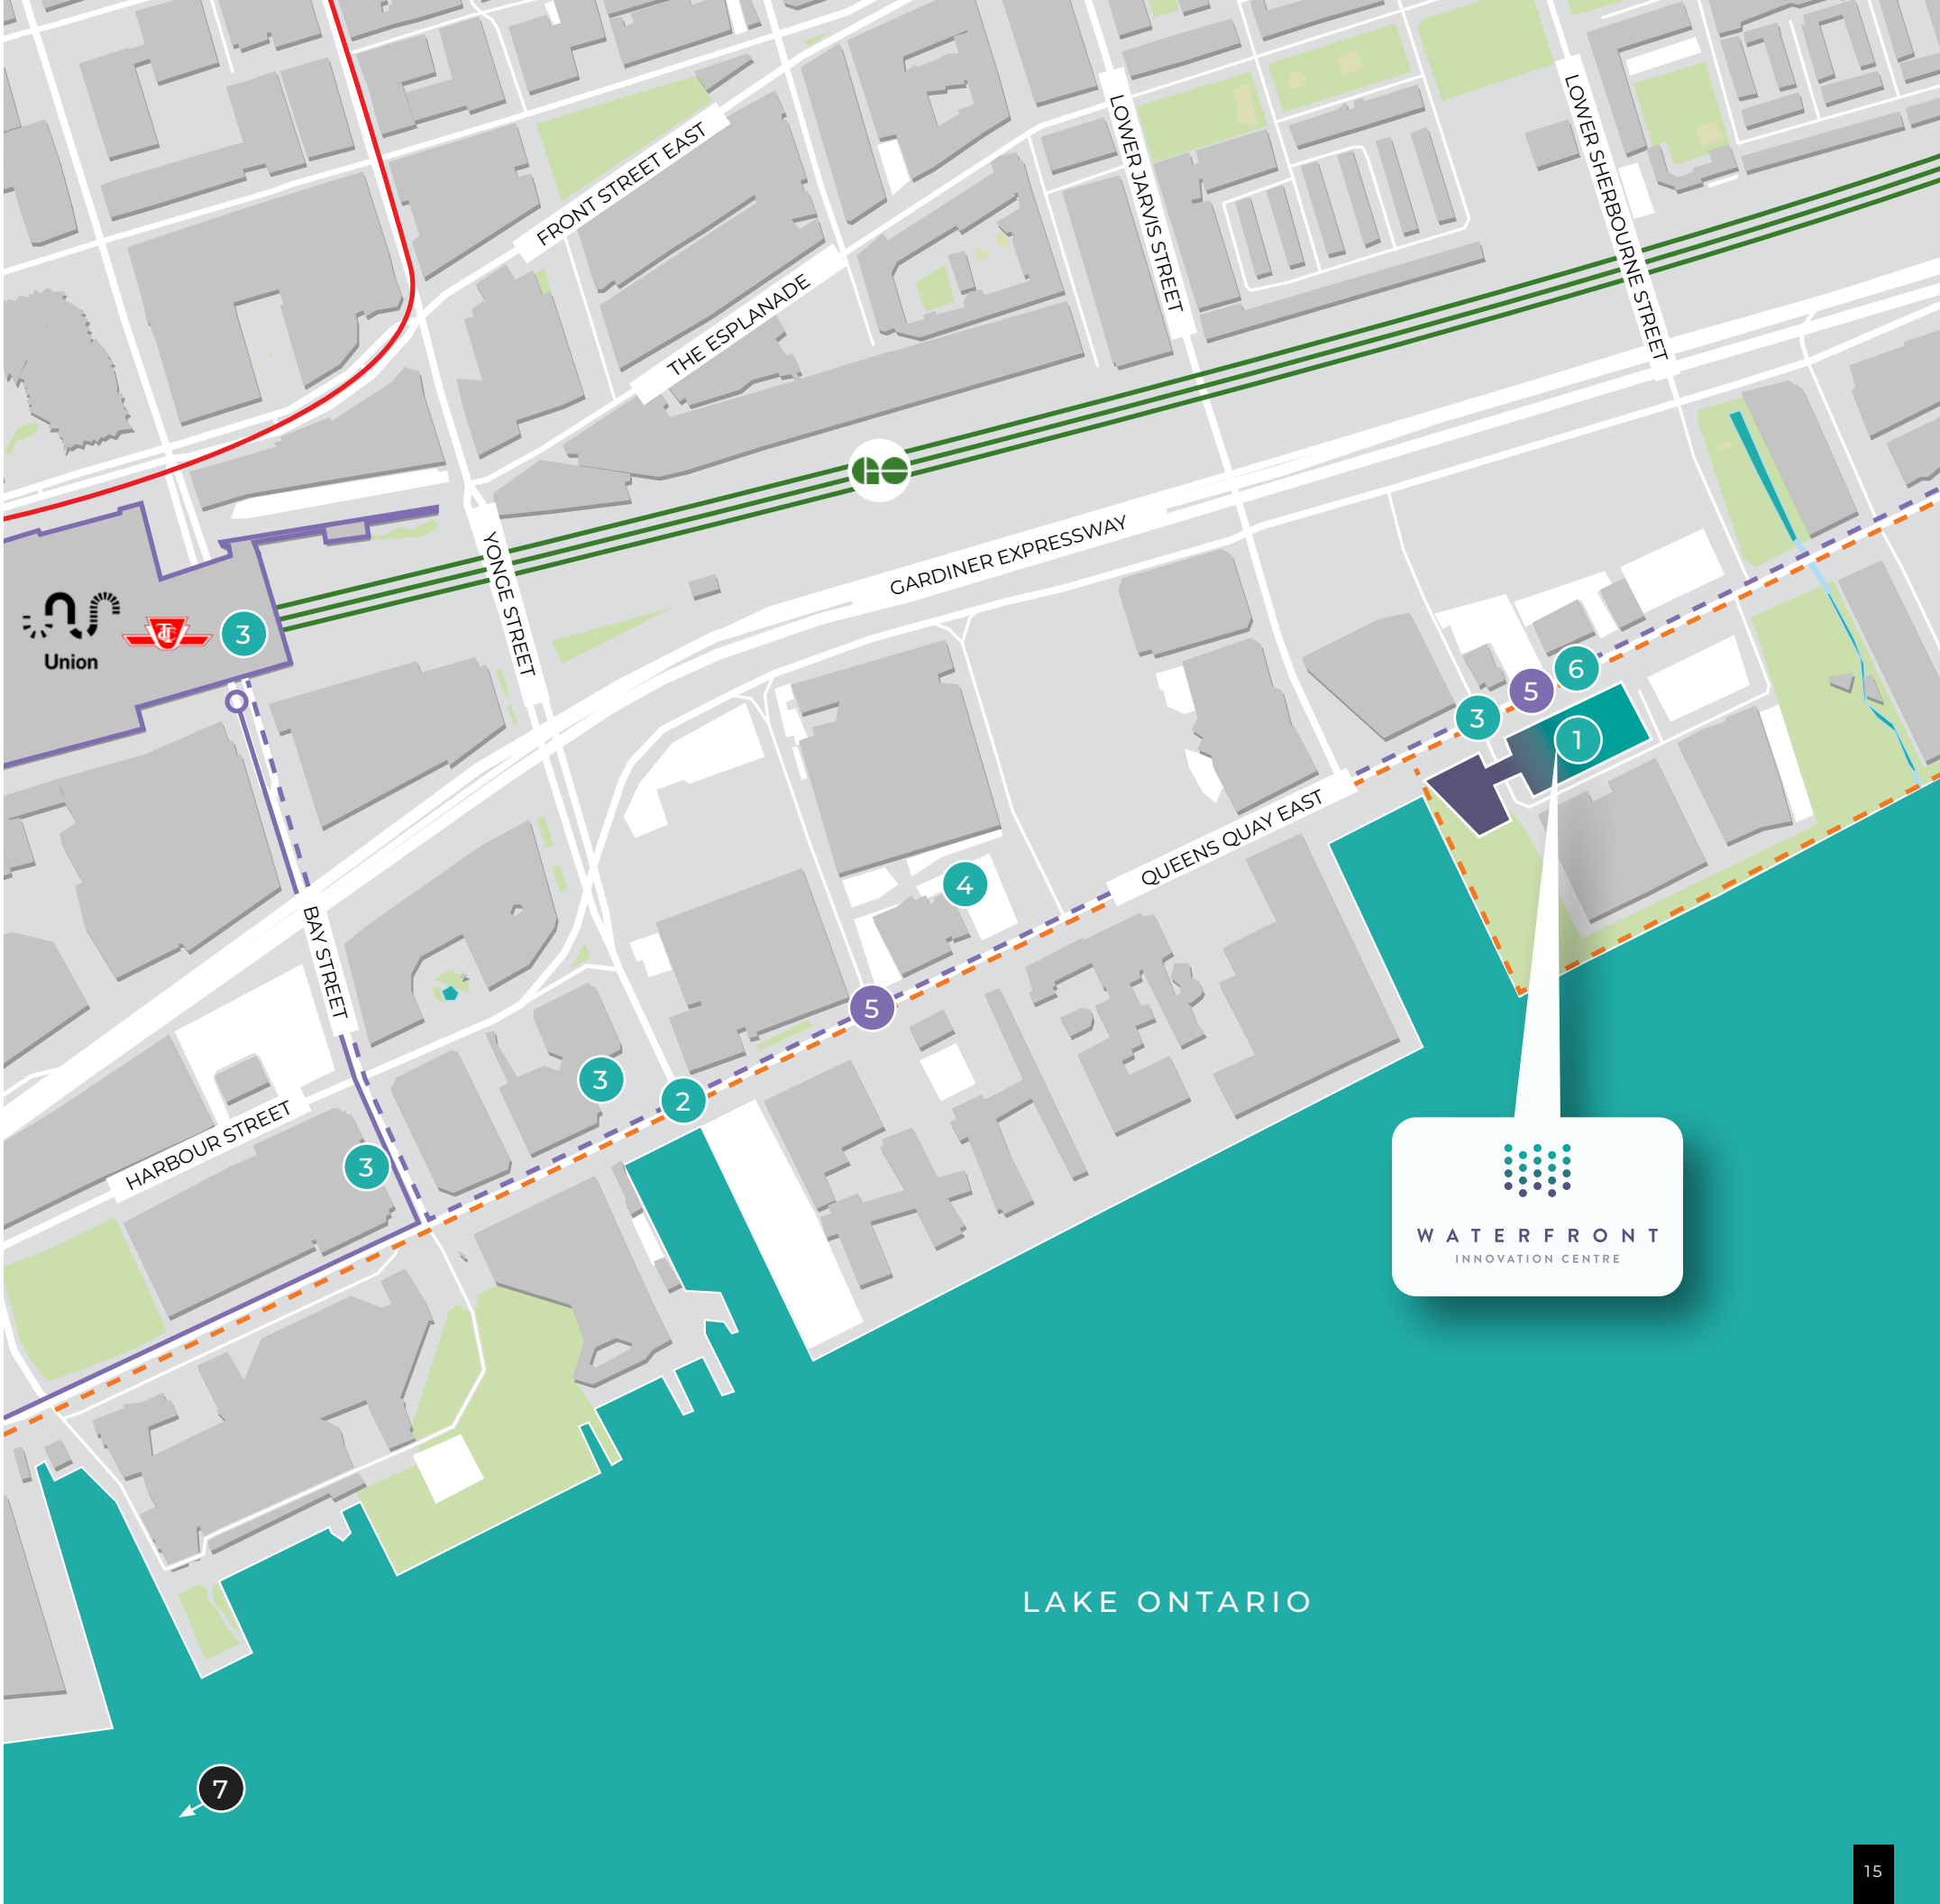 FRONT STREET EAST
LOWER JARVIS STREET
LOWER SHERBOURNE STREET
THE ESPLANADE
YONGE STREET
GARDINER EXPRESSWAY
Union
TTC
3
6
5
3
1
QUEENS QUAY EAST
4
BAY STREET
5
3
2
HARBOUR STREET
3
WATERFRONT
INNOVATION CENTRE
LAKE ONTARIO
7
15